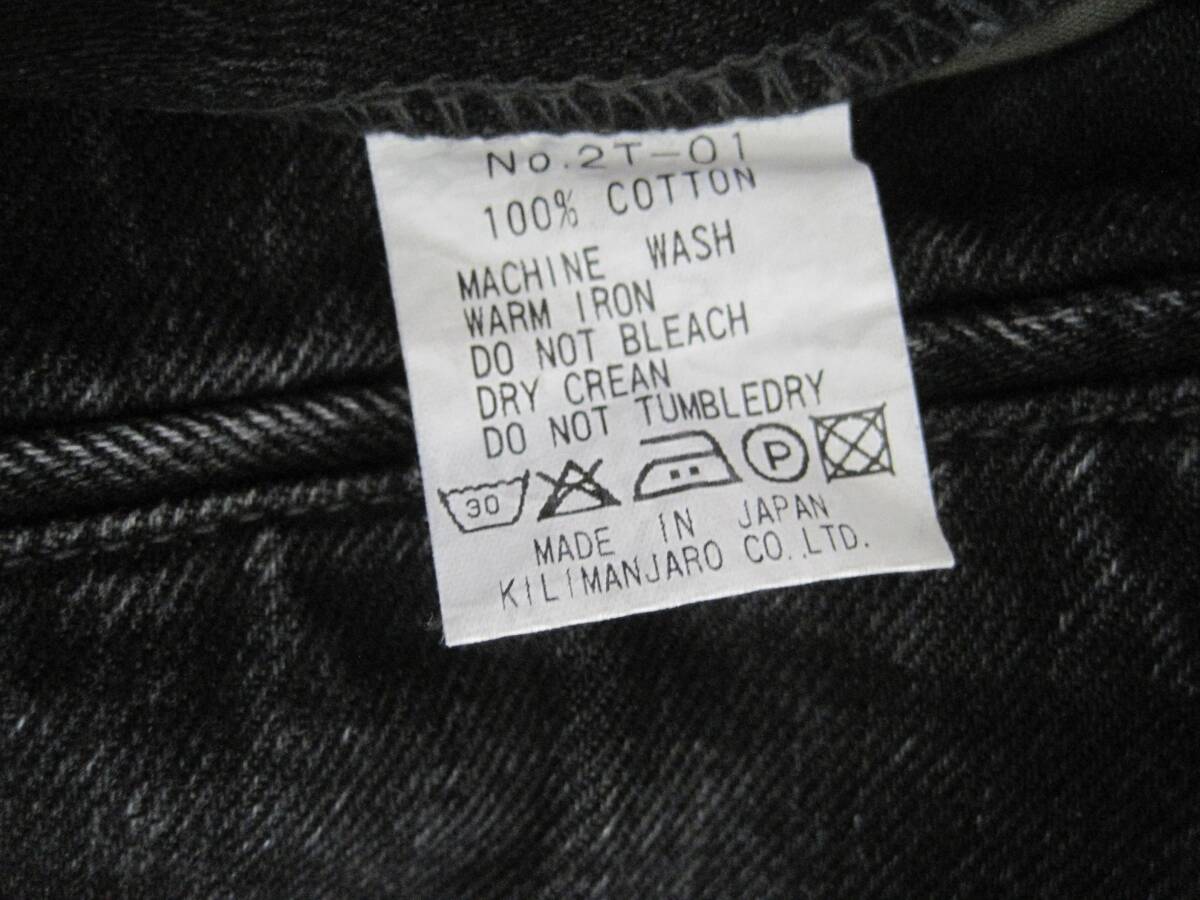 No.2T-01
100% COTTON
MACHINE WASH
WARM IRON
DO NOT BLEACH
DRY CREAN
DO NOT TUMBLEDRY
30 P
MADE IN JAPAN
KILIMANJARO CO.,LTD.